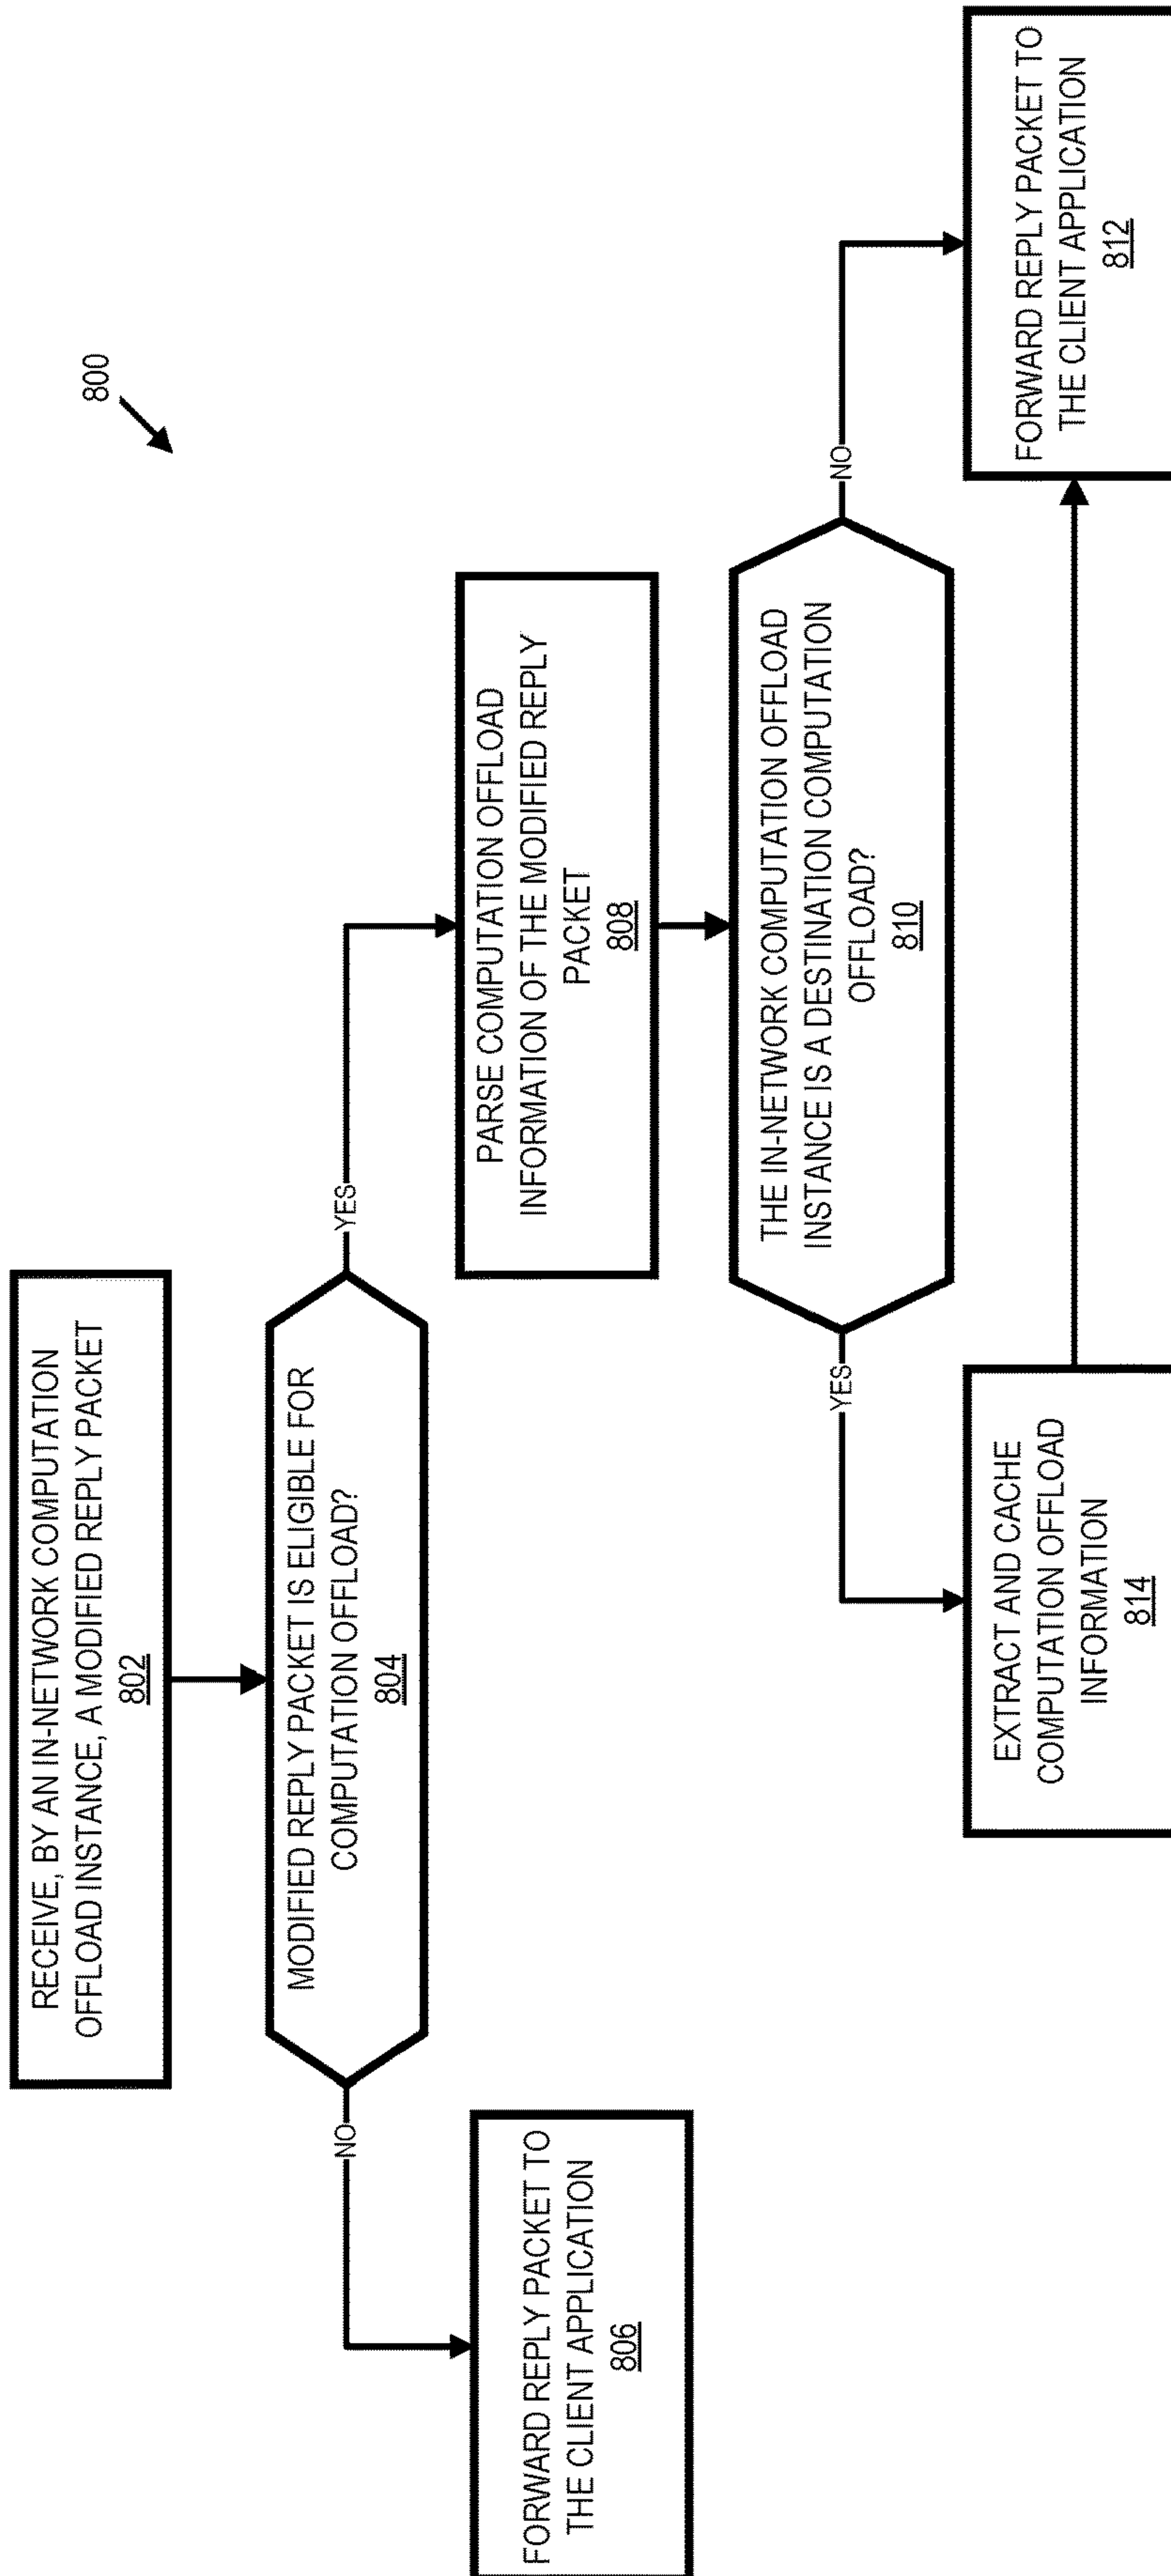 800
RECEIVE, BY AN IN-NETWORK COMPUTATION
OFFLOAD INSTANCE, A MODIFIED REPLY PACKET
802
MODIFIED REPLY PACKET IS ELIGIBLE FOR
COMPUTATION OFFLOAD?
804
NO
YES
FORWARD REPLY PACKET TO
THE CLIENT APPLICATION
806
PARSE COMPUTATION OFFLOAD
INFORMATION OF THE MODIFIED REPLY
PACKET
808
THE IN-NETWORK COMPUTATION OFFLOAD
INSTANCE IS A DESTINATION COMPUTATION
OFFLOAD?
810
YES
NO
EXTRACT AND CACHE
COMPUTATION OFFLOAD
INFORMATION
814
FORWARD REPLY PACKET TO
THE CLIENT APPLICATION
812